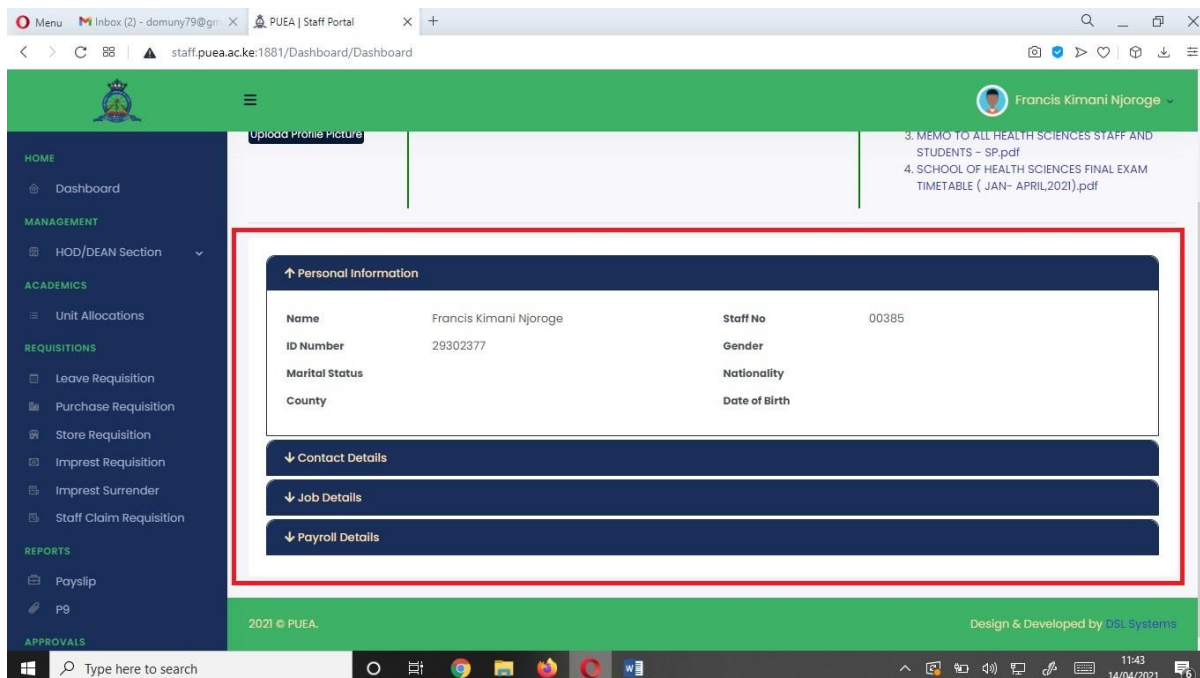 Menu
Inbox (2) - domuny79@gm
PUEA | Staff Portal
staff.puea.ac.ke:1881/Dashboard/Dashboard
Francis Kimani Njoroge
HOME
Dashboard
MANAGEMENT
HOD/DEAN Section
ACADEMICS
Unit Allocations
REQUISITIONS
Leave Requisition
Purchase Requisition
Store Requisition
Imprest Requisition
Imprest Surrender
Staff Claim Requisition
REPORTS
Payslip
P9
APPROVALS
Upload Profile Picture
3. MEMO TO ALL HEALTH SCIENCES STAFF AND
STUDENTS - SP.pdf
4. SCHOOL OF HEALTH SCIENCES FINAL EXAM
TIMETABLE ( JAN- APRIL,2021).pdf
Personal Information
Name Francis Kimani Njoroge Staff No 00385
ID Number 29302377 Gender
Marital Status Nationality
County Date of Birth
Contact Details
Job Details
Payroll Details
2021 © PUEA.
Design & Developed by DSL Systems
Type here to search
11:43
14/04/2021
6